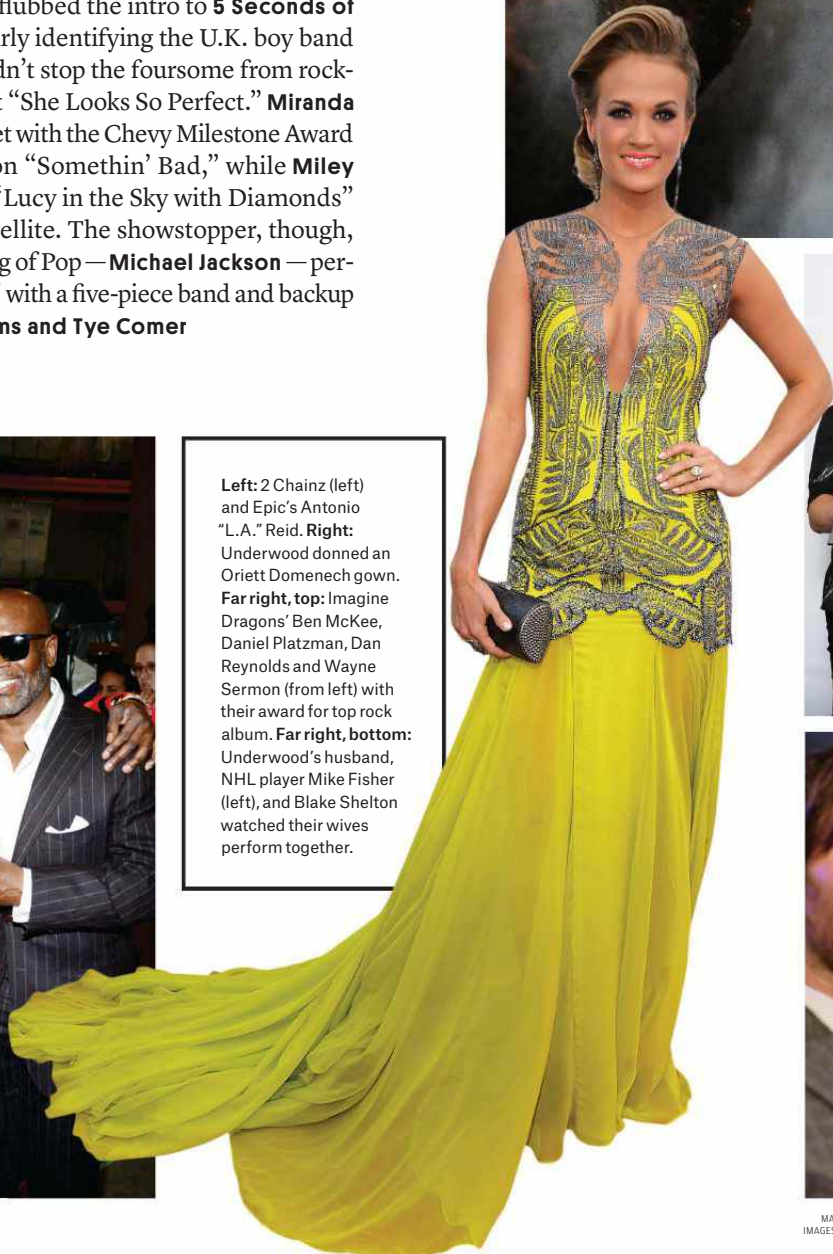 flubbed the intro to 5 Seconds of
rly identifying the U.K. boy band
dn’t stop the foursome from rock-
t “She Looks So Perfect.” Miranda
et with the Chevy Milestone Award
on “Somethin’ Bad,” while Miley
“Lucy in the Sky with Diamonds”
ellite. The showstopper, though,
g of Pop — Michael Jackson — per-
with a five-piece band and backup
ms and Tye Comer
Left: 2 Chainz (left)
and Epic’s Antonio
“L.A.” Reid. Right:
Underwood donned an
Oriett Domenech gown.
Far right, top: Imagine
Dragons’ Ben McKee,
Daniel Platzman, Dan
Reynolds and Wayne
Sermon (from left) with
their award for top rock
album. Far right, bottom:
Underwood’s husband,
NHL player Mike Fisher
(left), and Blake Shelton
watched their wives
perform together.
MA
IMAGES